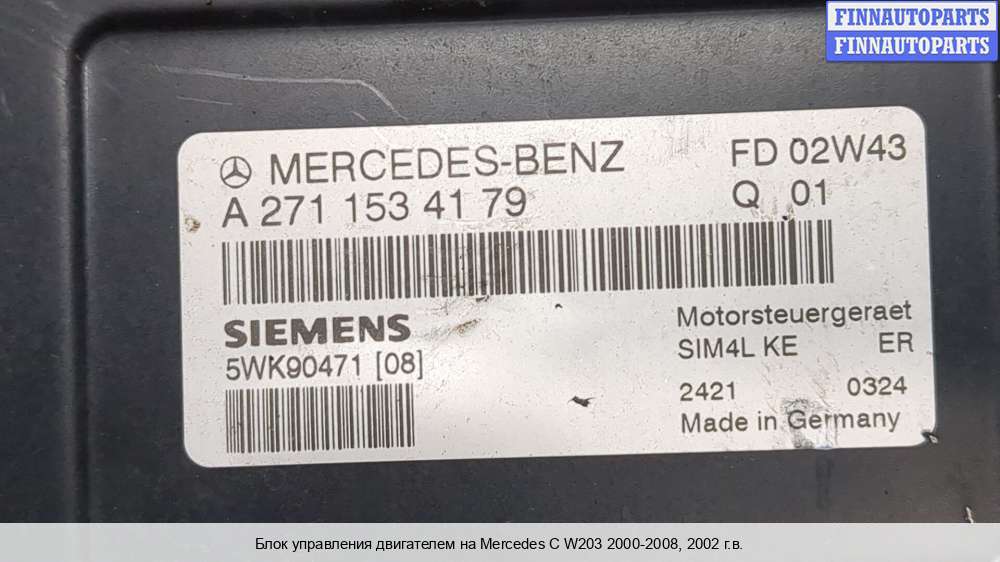 FINNAUTOPARTS
FINNAUTOPARTS
MERCEDES-BENZ FD 02W43
A 271 153 41 79 Q 01
SIEMENS
5WK90471 [08]
Motorsteuergeraet
SIM4L KE ER
2421 0324
Made in Germany
Блок управления двигателем на Mercedes C W203 2000-2008, 2002 г.в.